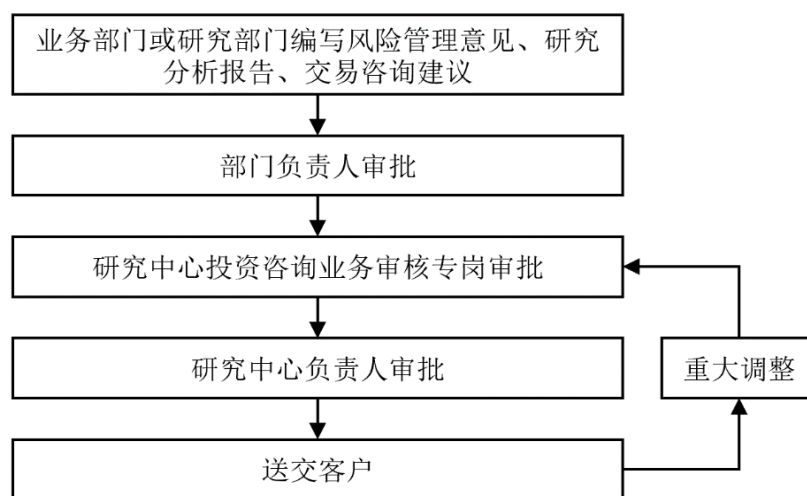 业务部门或研究部门编写风险管理意见、研究
分析报告、交易咨询建议
部门负责人审批
研究中心投资咨询业务审核专岗审批
研究中心负责人审批
重大调整
送交客户